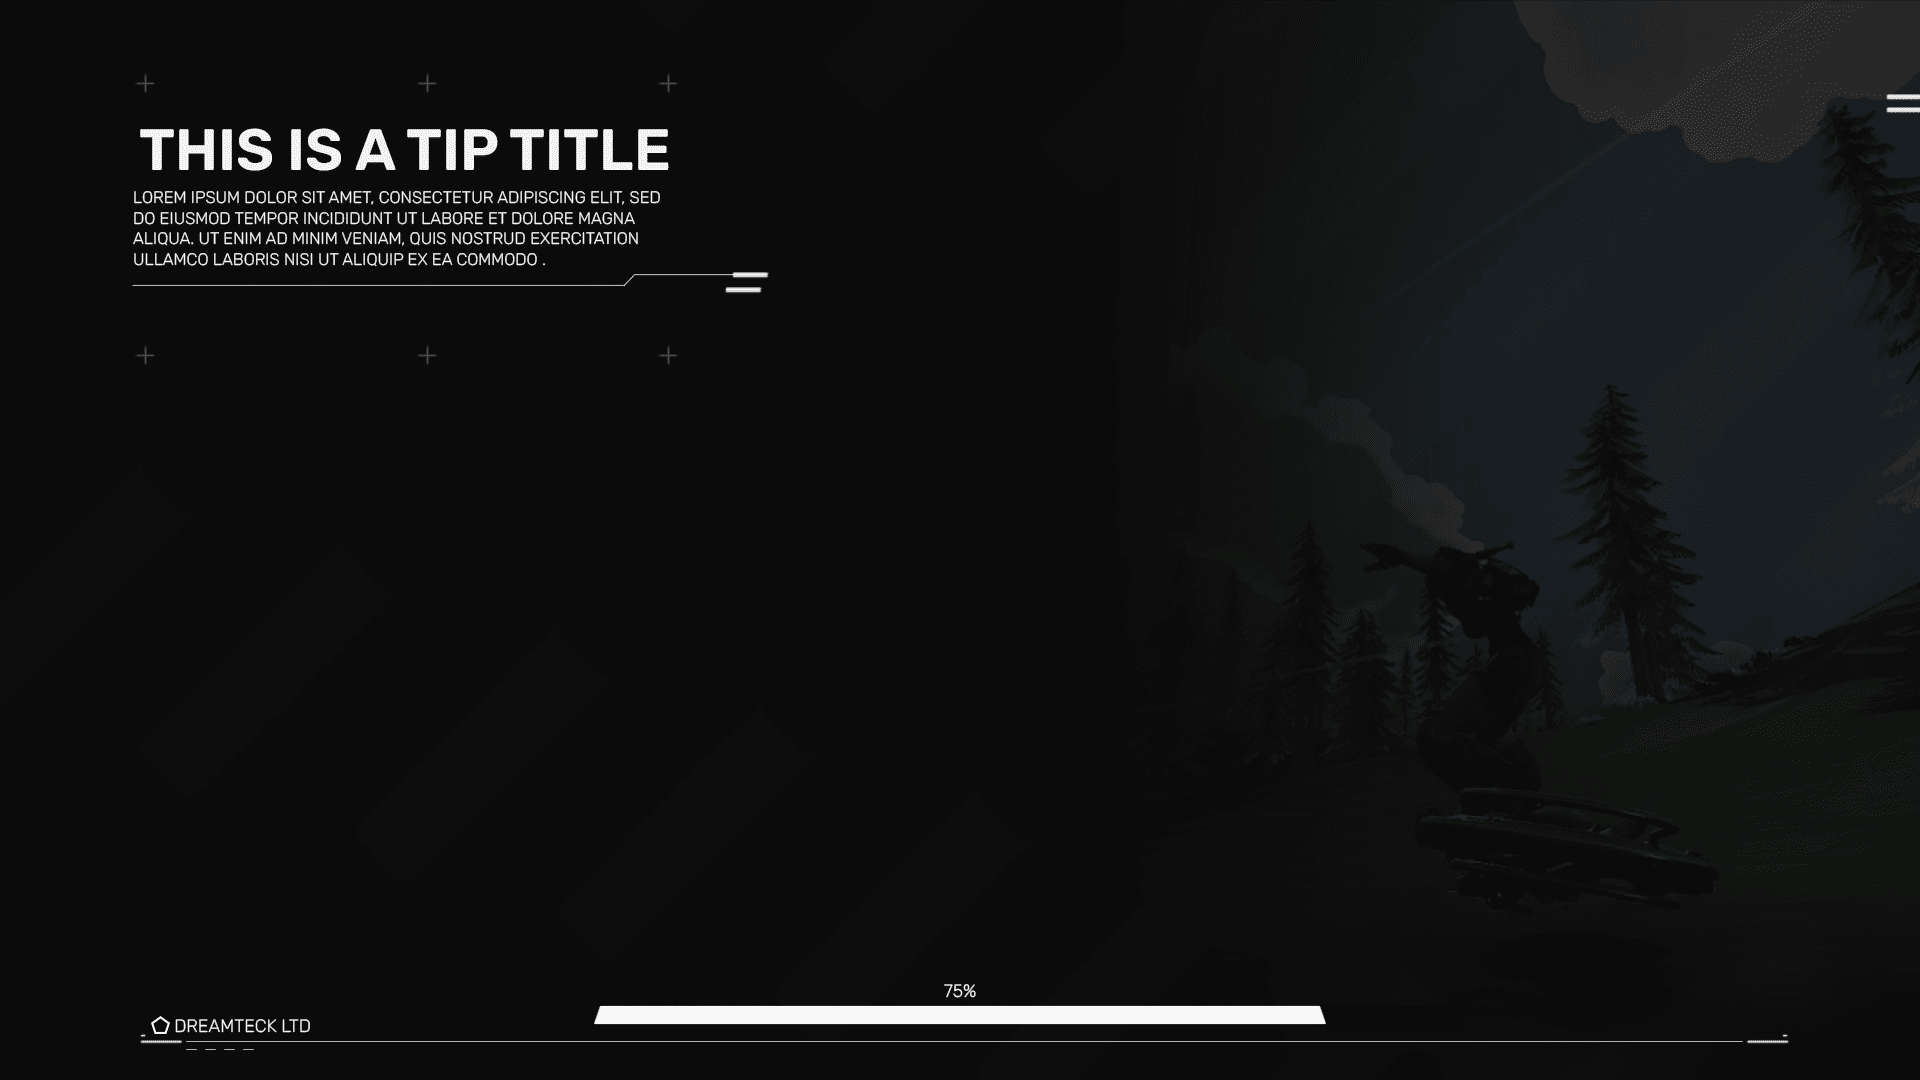 THIS IS A TIP TITLE
LOREM IPSUM DOLOR SIT AMET, CONSECTETUR ADIPISCING ELIT, SED
DO EIUSMOD TEMPOR INCIDIDUNT UT LABORE ET DOLORE MAGNA
ALIQUA. UT ENIM AD MINIM VENIAM, QUIS NOSTRUD EXERCITATION
ULLAMCO LABORIS NISI UT ALIQUIP EX EA COMMODO .
75%
DREAMTECK LTD